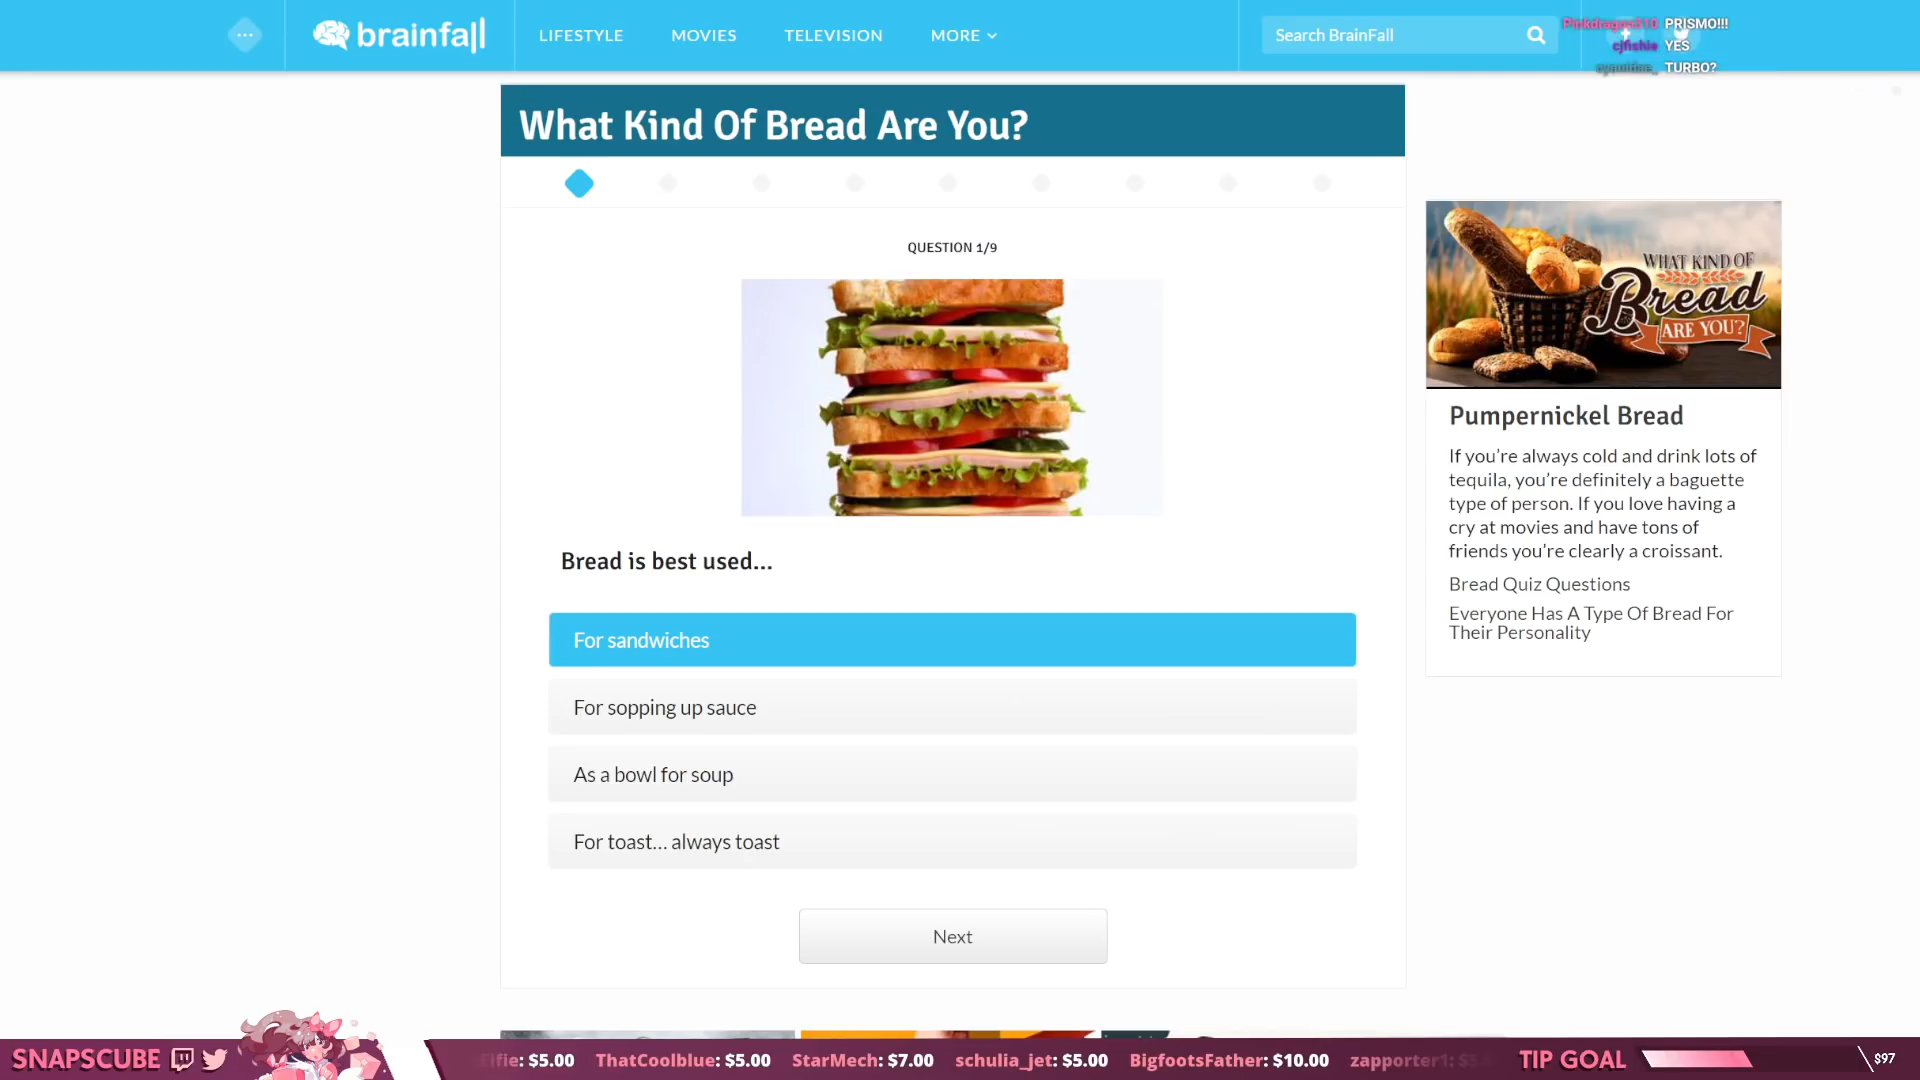 brainfall
LIFESTYLE
MOVIES
TELEVISION
MORE
Search BrainFall
Pinkdragon510 PRISMO!!!
cjfishie YES
cyanidae_ TURBO?
What Kind Of Bread Are You?
QUESTION 1/9
Bread is best used...
For sandwiches
For sopping up sauce
As a bowl for soup
For toast... always toast
Next
WHAT KIND OF
Bread
ARE YOU?
Pumpernickel Bread
If you’re always cold and drink lots of
tequila, you’re definitely a baguette
type of person. If you love having a
cry at movies and have tons of
friends you’re clearly a croissant.
Bread Quiz Questions
Everyone Has A Type Of Bread For
Their Personality
SNAPSCUBE
: $5.00 ThatCoolblue: $5.00 StarMech: $7.00 schulia_jet: $5.00 BigfootsFather: $10.00 zapporter1:
TIP GOAL
$97